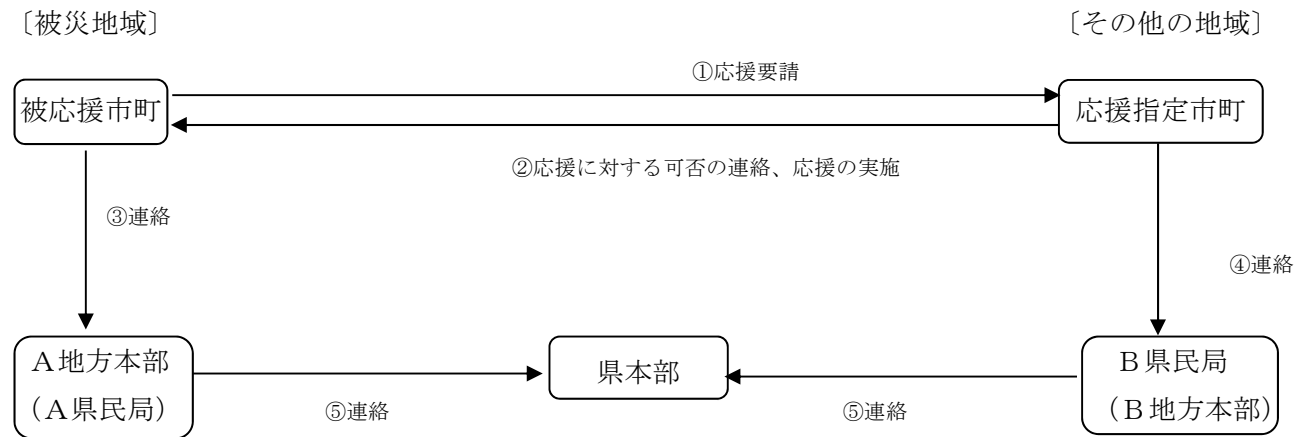 〔被災地域〕
〔その他の地域〕
①応援要請
被応援市町
応援指定市町
②応援に対する可否の連絡、応援の実施
③連絡
④連絡
A地方本部
(A県民局)
県本部
B県民局
(B地方本部)
⑤連絡
⑤連絡